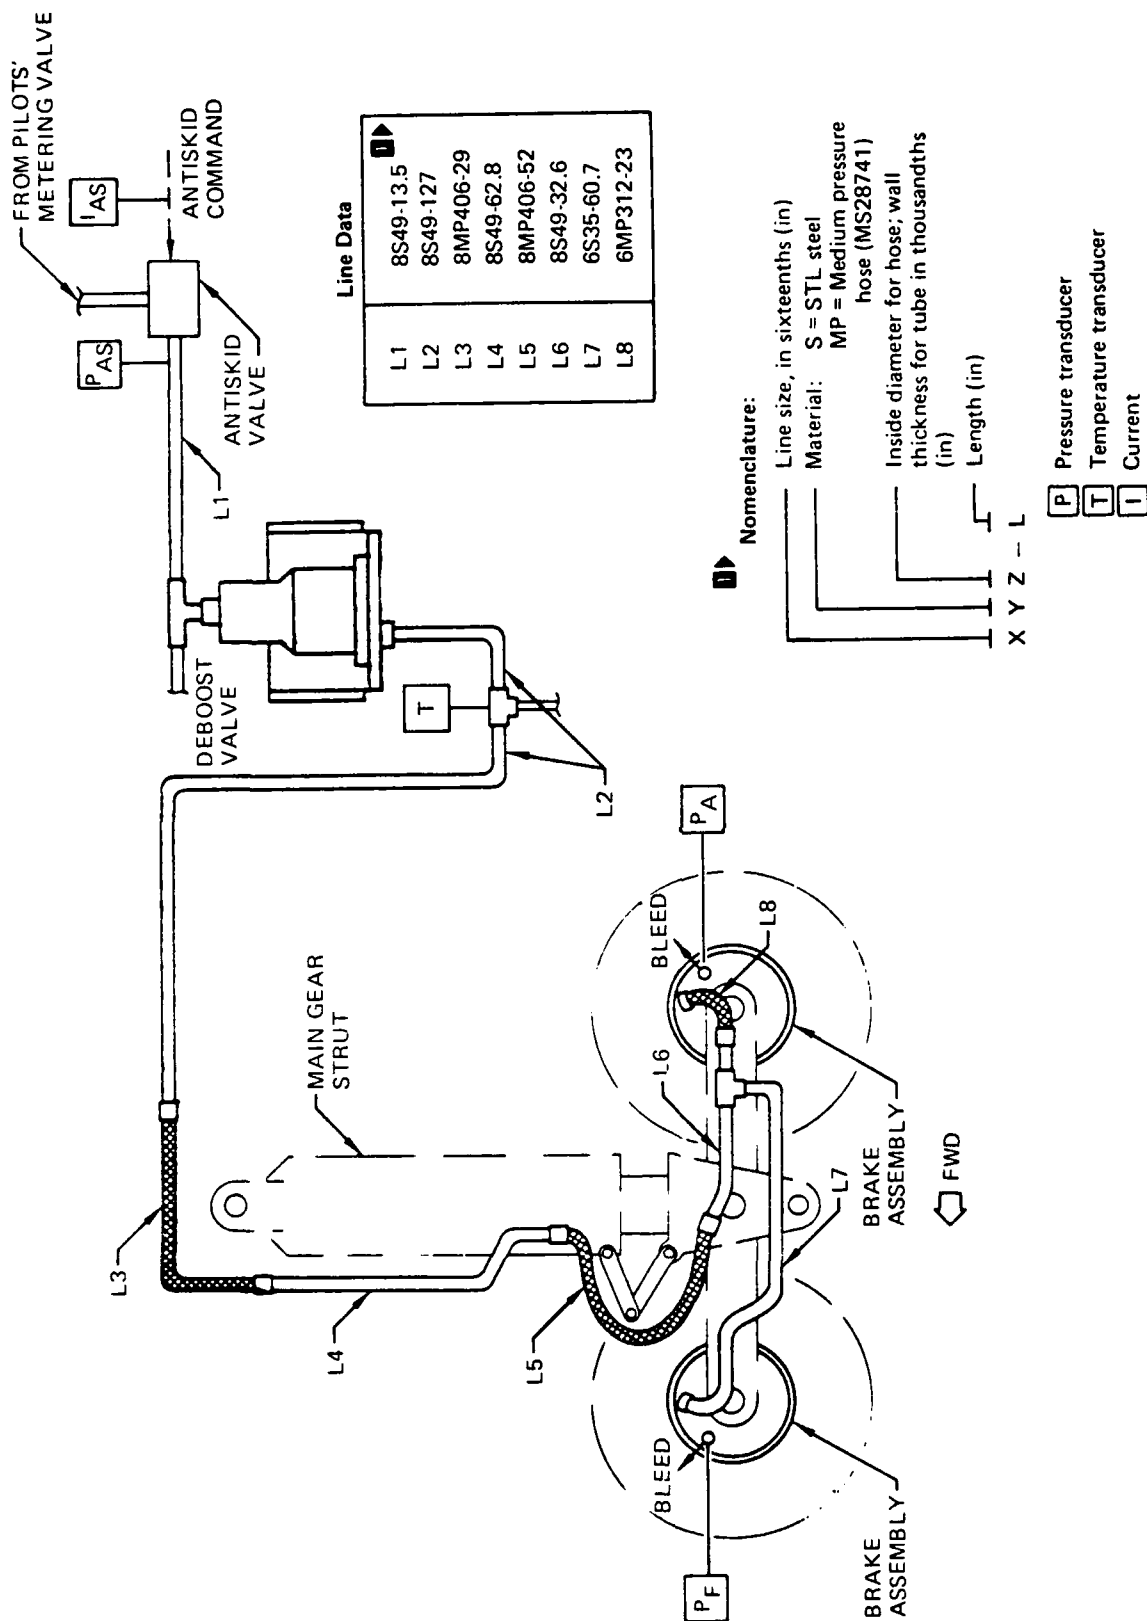 FROM PILOTS'
METERING VALVE
I AS
ANTISKID
COMMAND
P AS
ANTISKID
VALVE
L1
DEBOOST
VALVE
T
L2
L3
MAIN GEAR
STRUT
L4
L5
L6
P A
BLEED
L8
BRAKE
ASSEMBLY
L7
FWD
BLEED
P F
BRAKE
ASSEMBLY
Line Data
1
L1 8S49-13.5
L2 8S49-127
L3 8MP406-29
L4 8S49-62.8
L5 8MP406-52
L6 8S49-32.6
L7 6S35-60.7
L8 6MP312-23
1 Nomenclature:
Line size, in sixteenths (in)
Material: S = STL steel
MP = Medium pressure
hose (MS28741)
Inside diameter for hose; wall
thickness for tube in thousandths
(in)
Length (in)
X Y Z – L
P Pressure transducer
T Temperature transducer
I Current